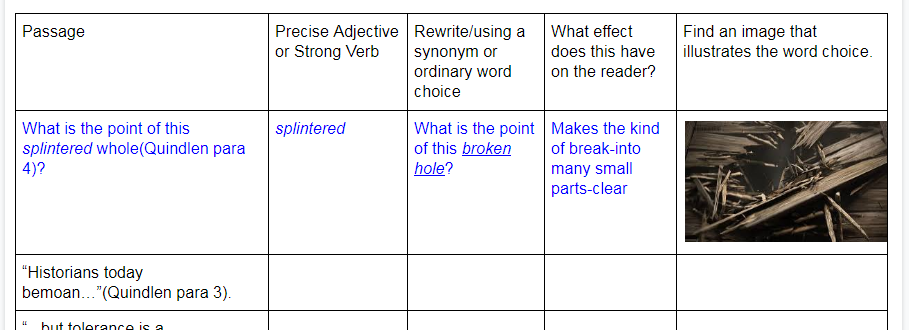 Passage
Precise Adjective
or Strong Verb
Rewrite/using a
synonym or
ordinary word
choice
What effect
does this have
on the reader?
Find an image that
illustrates the word choice.
What is the point of this
splintered whole(Quindlen para
4)?
splintered
What is the point
of this broken
hole?
Makes the kind
of break-into
many small
parts-clear
“Historians today
bemoan…”(Quindlen para 3).
“…but tolerance is a